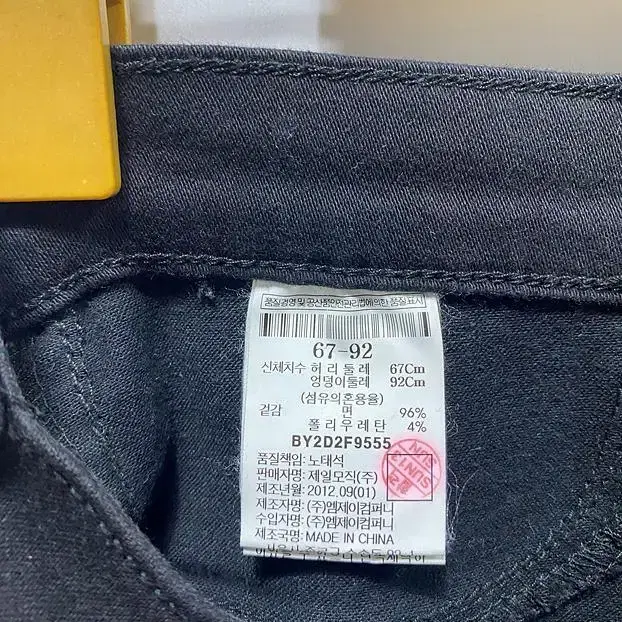 품질경영 및 공산품안전관리법에의한 품질표시
67-92
신체치수 허리둘레 67Cm
엉덩이둘레 92Cm
(섬유의혼용율)
겉감 면 96%
폴리우레탄 4%
BY2D2F9555
품질책임: 노태석
판매자명: 제일모직(주)
제조년월: 2012.09(01)
제조자명: (주)엠제이컴퍼니
수입자명: (주)엠제이컴퍼니
제조국명: MADE IN CHINA